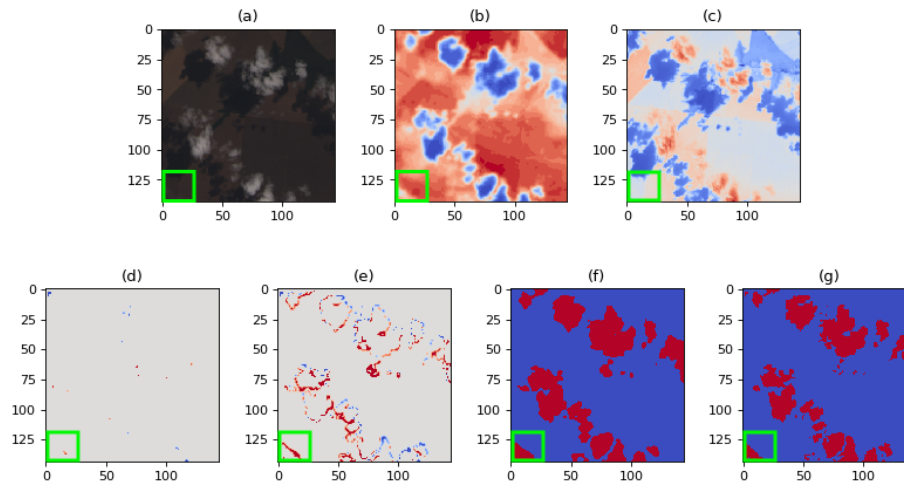 (a) (b) (c)
0 0 0
25 25 25
50 50 50
75 75 75
100 100 100
125 125 125
0 50 100 0 50 100 0 50 100
(d) (e) (f) (g)
0 0 0 0
25 25 25 25
50 50 50 50
75 75 75 75
100 100 100 100
125 125 125 125
0 50 100 0 50 100 0 50 100 0 50 100